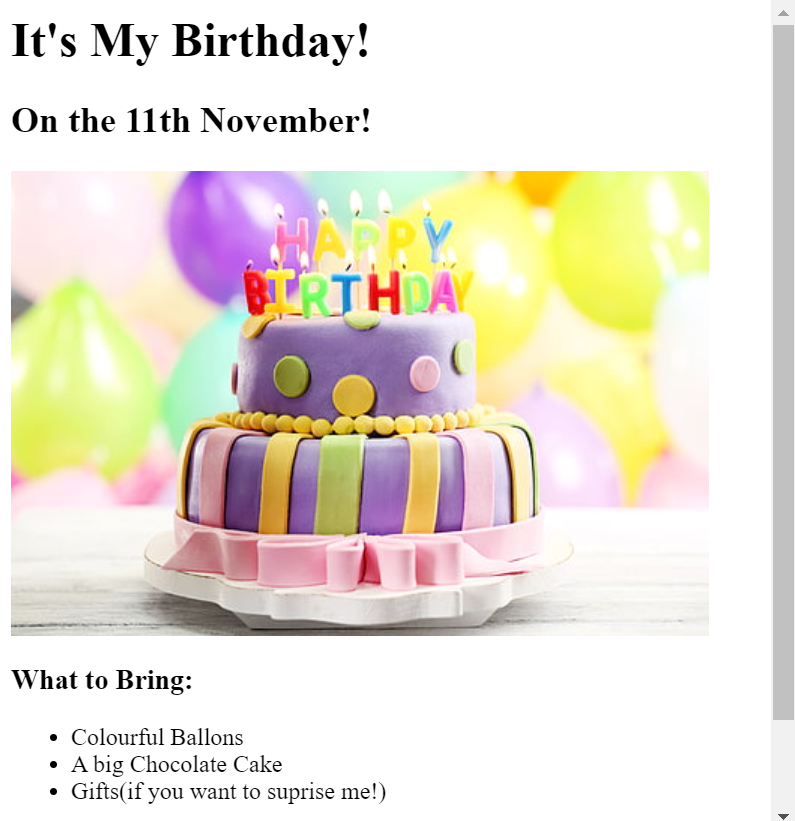 It's My Birthday!
On the 11th November!
HAPPY
BIRTHDAY
What to Bring:
Colourful Ballons
A big Chocolate Cake
Gifts(if you want to suprise me!)